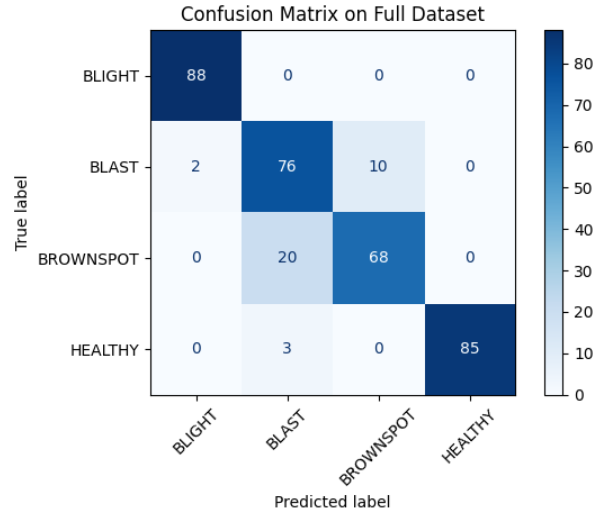 Confusion Matrix on Full Dataset
True label
BLIGHT 88 0 0 0
BLAST 2 76 10 0
BROWNSPOT 0 20 68 0
HEALTHY 0 3 0 85
BLIGHT BLAST BROWNSPOT HEALTHY
Predicted label
80
70
60
50
40
30
20
10
0